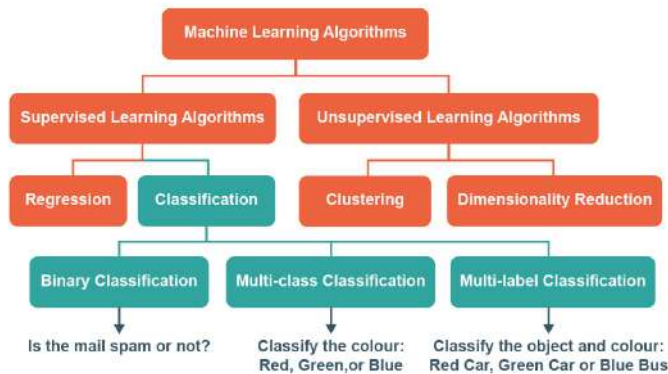 Machine Learning Algorithms
Supervised Learning Algorithms
Unsupervised Learning Algorithms
Regression
Classification
Clustering
Dimensionality Reduction
Binary Classification
Multi-class Classification
Multi-label Classification
Is the mail spam or not?
Classify the colour:
Red, Green,or Blue
Classify the object and colour:
Red Car, Green Car or Blue Bus